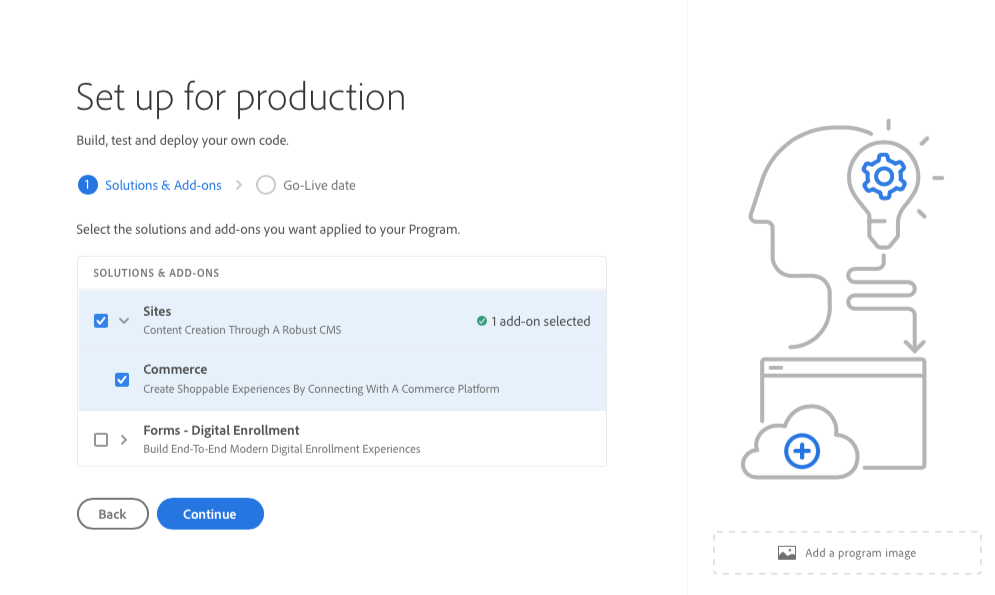 Set up for production
Build, test and deploy your own code.
1 Solutions & Add-ons Go-Live date
Select the solutions and add-ons you want applied to your Program.
SOLUTIONS & ADD-ONS
Sites
Content Creation Through A Robust CMS
1 add-on selected
Commerce
Create Shoppable Experiences By Connecting With A Commerce Platform
Forms - Digital Enrollment
Build End-To-End Modern Digital Enrollment Experiences
Back Continue
Add a program image